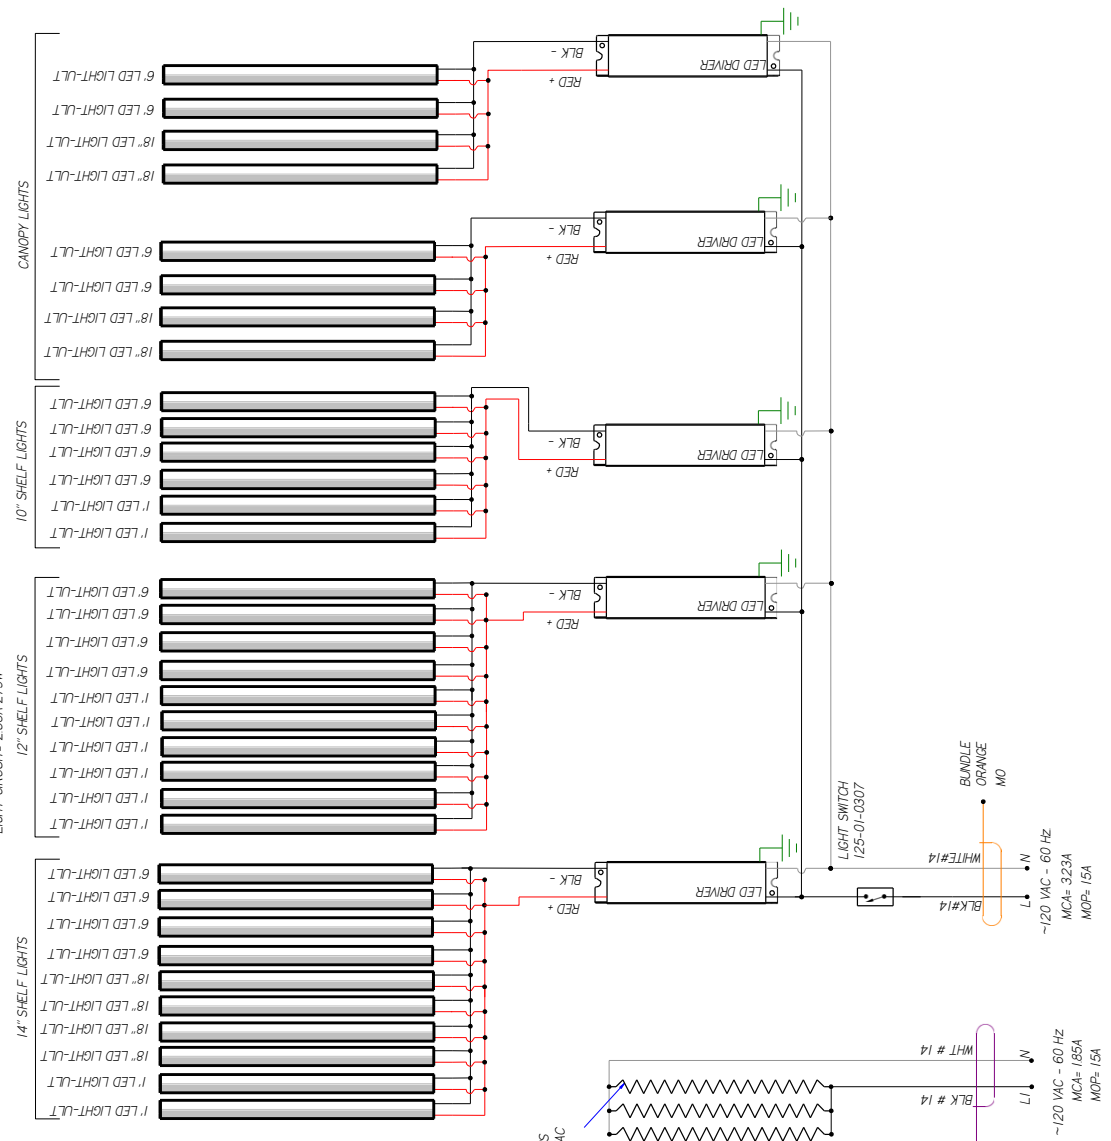 CANOPY LIGHTS
6' LED LIGHT-ULT
6' LED LIGHT-ULT
18" LED LIGHT-ULT
18" LED LIGHT-ULT
BLK -
RED +
LED DRIVER
6' LED LIGHT-ULT
6' LED LIGHT-ULT
18" LED LIGHT-ULT
18" LED LIGHT-ULT
BLK -
RED +
LED DRIVER
10" SHELF LIGHTS
6' LED LIGHT-ULT
6' LED LIGHT-ULT
6' LED LIGHT-ULT
6' LED LIGHT-ULT
1' LED LIGHT-ULT
1' LED LIGHT-ULT
BLK -
RED +
LED DRIVER
12" SHELF LIGHTS
6' LED LIGHT-ULT
6' LED LIGHT-ULT
6' LED LIGHT-ULT
6' LED LIGHT-ULT
1' LED LIGHT-ULT
1' LED LIGHT-ULT
1' LED LIGHT-ULT
1' LED LIGHT-ULT
1' LED LIGHT-ULT
1' LED LIGHT-ULT
BLK -
RED +
LED DRIVER
14" SHELF LIGHTS
6' LED LIGHT-ULT
6' LED LIGHT-ULT
6' LED LIGHT-ULT
6' LED LIGHT-ULT
18" LED LIGHT-ULT
18" LED LIGHT-ULT
18" LED LIGHT-ULT
18" LED LIGHT-ULT
1' LED LIGHT-ULT
1' LED LIGHT-ULT
BLK -
RED +
LED DRIVER
LIGHT SWITCH
125-01-0307
BUNDLE
ORANGE
MO
WHITE#14
BLK#14
N
L1
~120 VAC - 60 Hz
MCA= 3.23A
MOP= 15A
WHT # 14
BLK # 14
N
L1
~120 VAC - 60 Hz
MCA= 1.85A
MOP= 15A